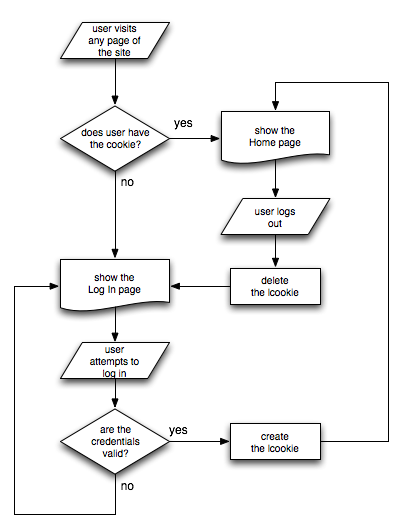 user visits
any page of
the site
does user have
the cookie?
yes
show the
Home page
no
user logs
out
show the
Log In page
delete
the lcookie
user
attempts to
log in
are the
credentials
valid?
yes
create
the lcookie
no